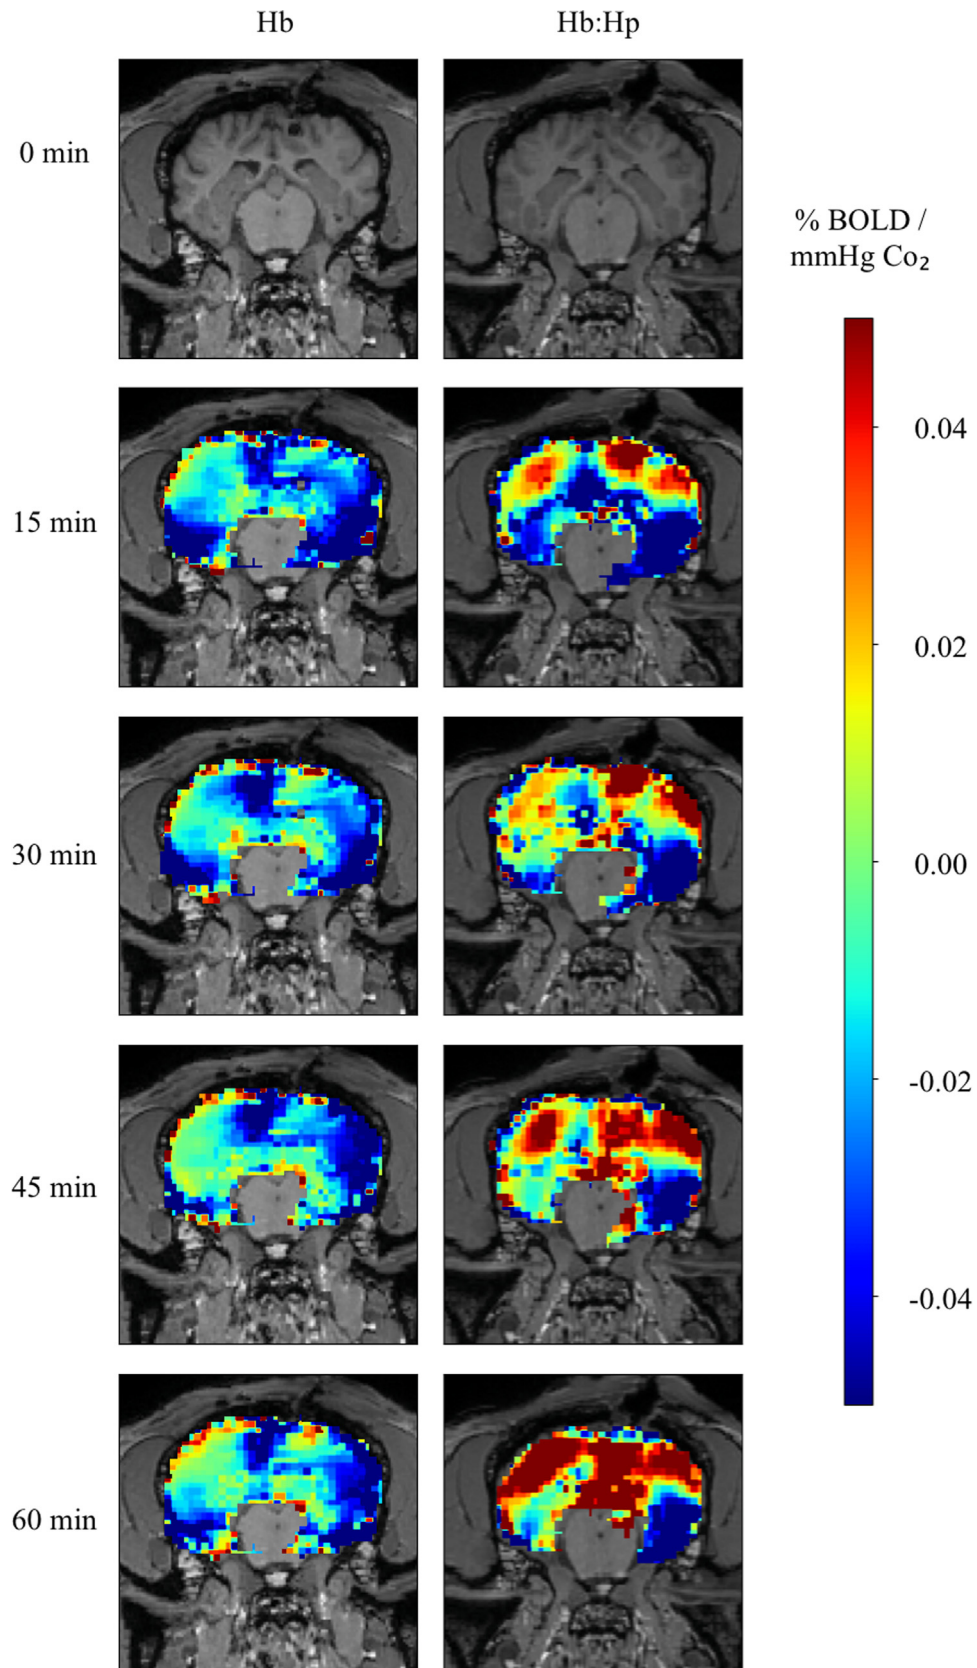 Hb Hb:Hp
0 min
% BOLD /
mmHg Co₂
0.04
15 min
0.02
30 min
0.00
-0.02
45 min
-0.04
60 min